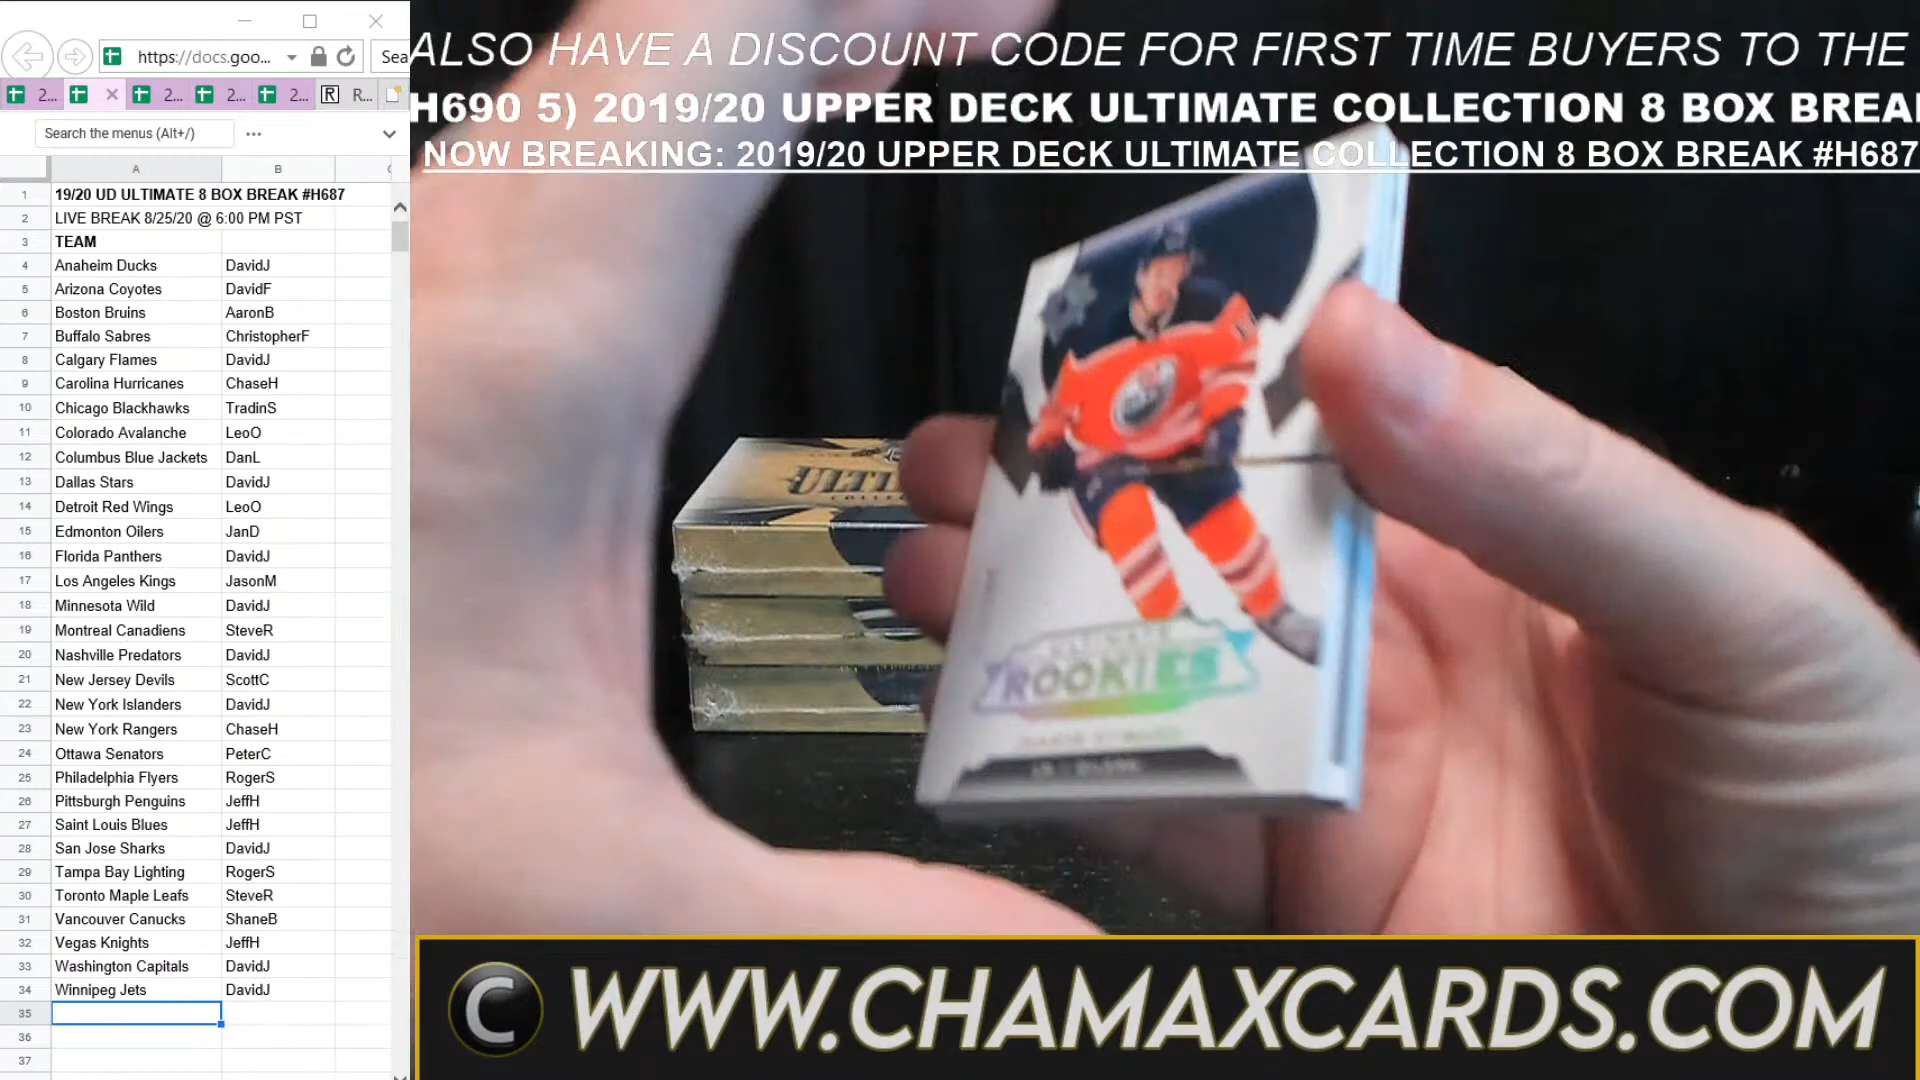 https://docs.goo...
Sea
2...
2...
2...
2...
R R...
Search the menus (Alt+/)
A B
1 19/20 UD ULTIMATE 8 BOX BREAK #H687
2 LIVE BREAK 8/25/20 @ 6:00 PM PST
3 TEAM
4 Anaheim Ducks DavidJ
5 Arizona Coyotes DavidF
6 Boston Bruins AaronB
7 Buffalo Sabres ChristopherF
8 Calgary Flames DavidJ
9 Carolina Hurricanes ChaseH
10 Chicago Blackhawks TradinS
11 Colorado Avalanche LeoO
12 Columbus Blue Jackets DanL
13 Dallas Stars DavidJ
14 Detroit Red Wings LeoO
15 Edmonton Oilers JanD
16 Florida Panthers DavidJ
17 Los Angeles Kings JasonM
18 Minnesota Wild DavidJ
19 Montreal Canadiens SteveR
20 Nashville Predators DavidJ
21 New Jersey Devils ScottC
22 New York Islanders DavidJ
23 New York Rangers ChaseH
24 Ottawa Senators PeterC
25 Philadelphia Flyers RogerS
26 Pittsburgh Penguins JeffH
27 Saint Louis Blues JeffH
28 San Jose Sharks DavidJ
29 Tampa Bay Lighting RogerS
30 Toronto Maple Leafs SteveR
31 Vancouver Canucks ShaneB
32 Vegas Knights JeffH
33 Washington Capitals DavidJ
34 Winnipeg Jets DavidJ
35
36
37
ALSO HAVE A DISCOUNT CODE FOR FIRST TIME BUYERS TO THE
H690 5) 2019/20 UPPER DECK ULTIMATE COLLECTION 8 BOX BREA
NOW BREAKING: 2019/20 UPPER DECK ULTIMATE COLLECTION 8 BOX BREAK #H687
ULTI
ULTIMATE
ROOKIES
C WWW.CHAMAXCARDS.COM